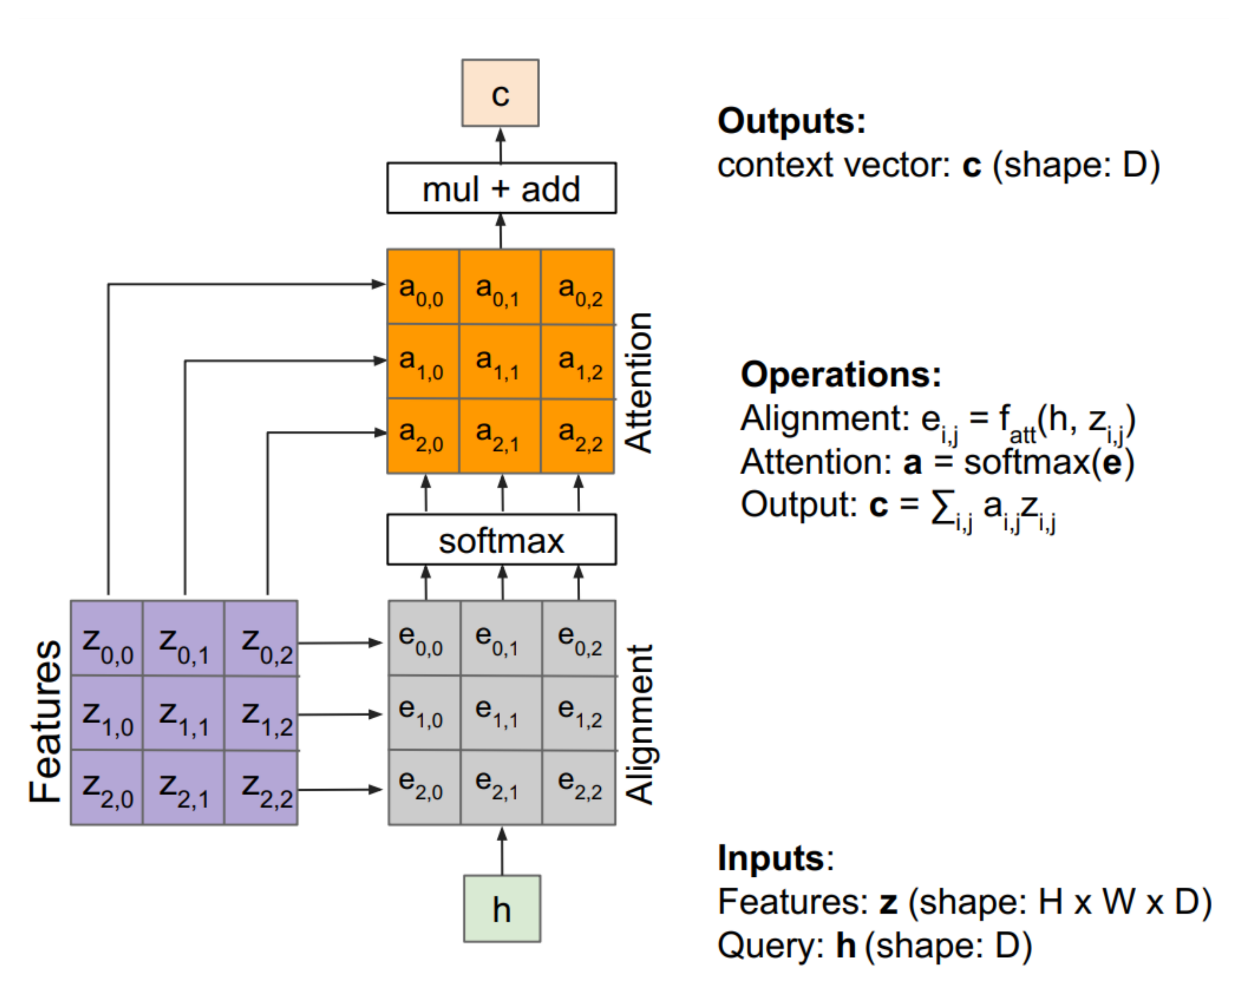 c
mul + add
a0,0 a0,1 a0,2
a1,0 a1,1 a1,2
a2,0 a2,1 a2,2
Attention
softmax
Features
z0,0 z0,1 z0,2
z1,0 z1,1 z1,2
z2,0 z2,1 z2,2
e0,0 e0,1 e0,2
e1,0 e1,1 e1,2
e2,0 e2,1 e2,2
Alignment
h
Outputs:
context vector: c (shape: D)
Operations:
Alignment: ei,j = fatt(h, zi,j)
Attention: a = softmax(e)
Output: c = ∑i,j ai,jzi,j
Inputs:
Features: z (shape: H x W x D)
Query: h (shape: D)